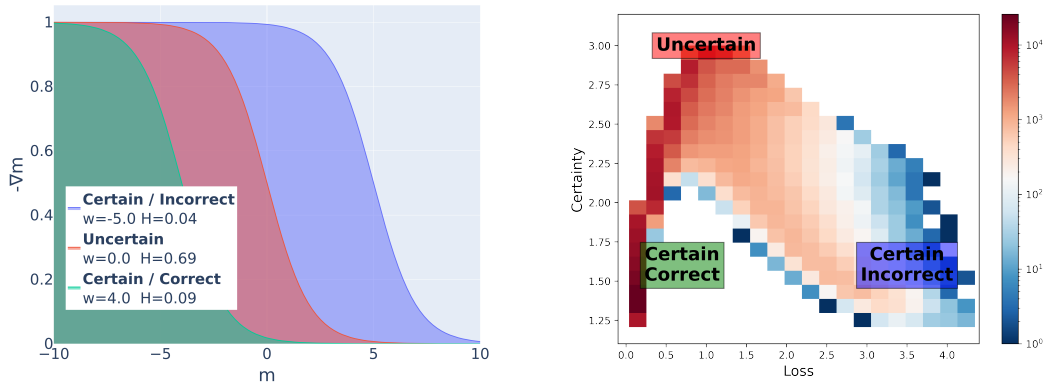 1
0.8
0.6
0.4
0.2
0
-∇m
−10
−5
0
5
10
m
Certain / Incorrect
w=-5.0 H=0.04
Uncertain
w=0.0 H=0.69
Certain / Correct
w=4.0 H=0.09
3.00
2.75
2.50
2.25
2.00
1.75
1.50
1.25
Certainty
Uncertain
Certain
Correct
Certain
Incorrect
0.0
0.5
1.0
1.5
2.0
2.5
3.0
3.5
4.0
Loss
10⁴
10³
10²
10¹
10⁰